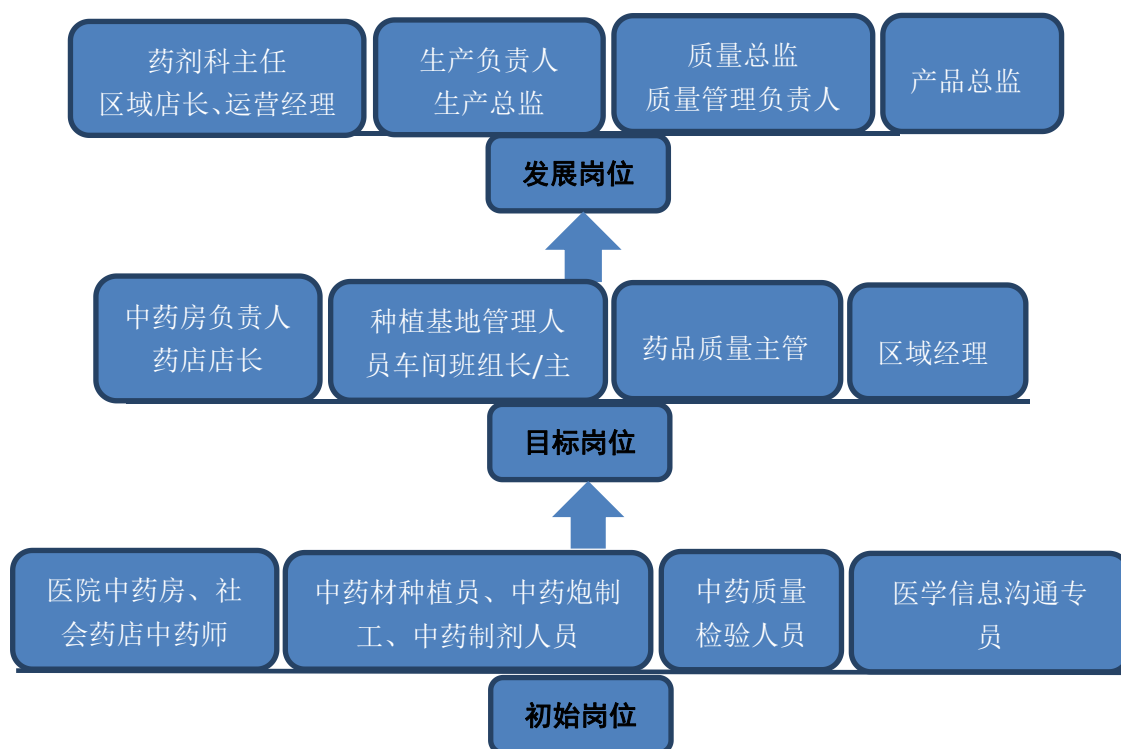 药剂科主任
区域店长、运营经理
生产负责人
生产总监
质量总监
质量管理负责人
产品总监
发展岗位
中药房负责人
药店店长
种植基地管理人
员车间班组长/主
药品质量主管
区域经理
目标岗位
医院中药房、社
会药店中药师
中药材种植员、中药炮制
工、中药制剂人员
中药质量
检验人员
医学信息沟通专
员
初始岗位